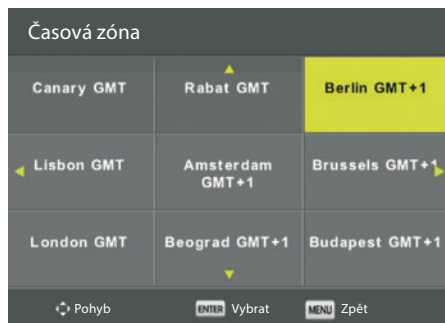 Časová zóna
Canary GMT
Rabat GMT
Berlin GMT+1
Lisbon GMT
Amsterdam
GMT+1
Brussels GMT+1
London GMT
Beograd GMT+1
Budapest GMT+1
Pohyb
ENTER Vybrat
MENU Zpět